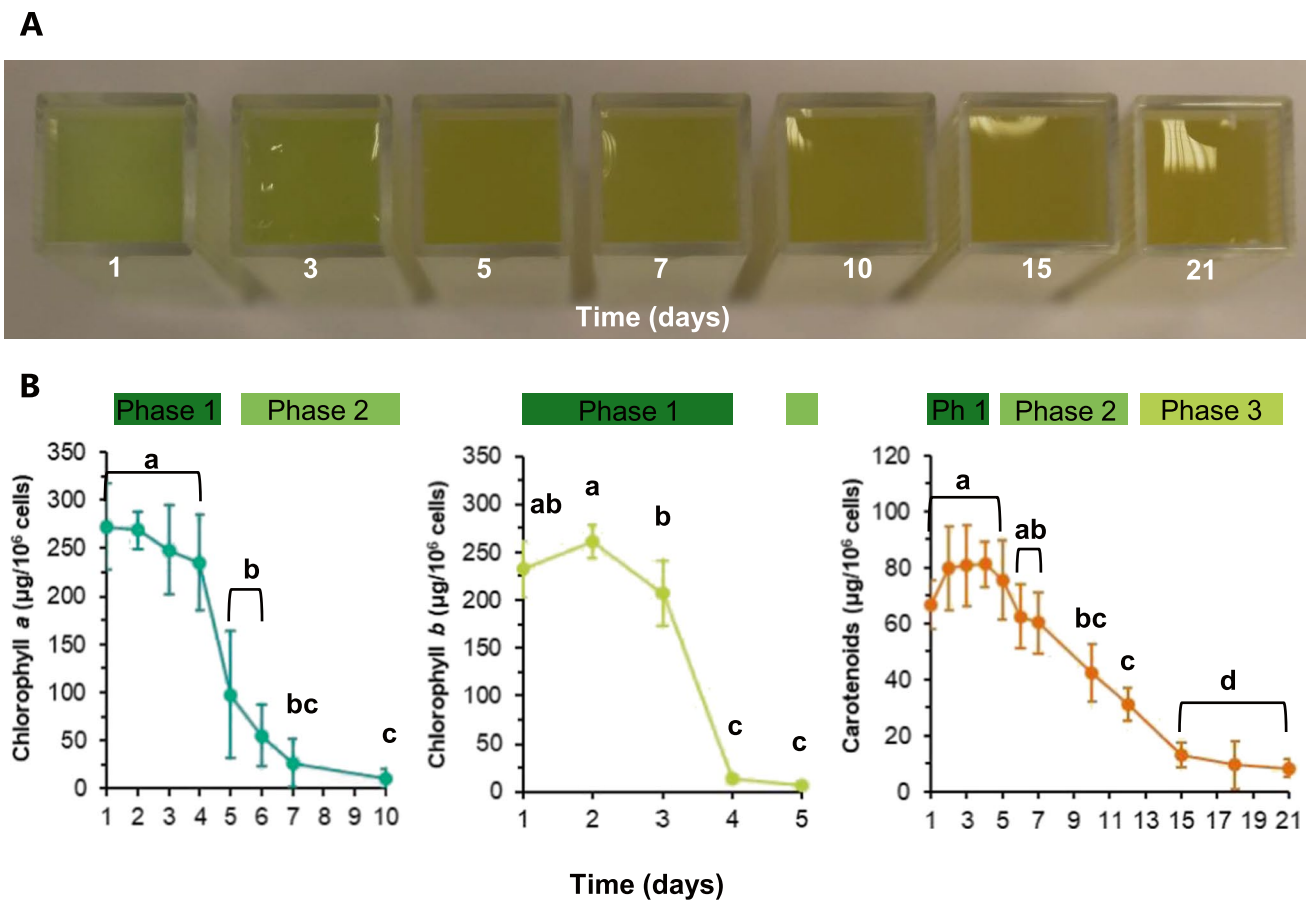 A
1 3 5 7 10 15 21
Time (days)
B
Phase 1 Phase 2
Chlorophyll a (µg/10⁶ cells)
350
300
250
200
150
100
50
0
a
b
bc
c
1 2 3 4 5 6 7 8 9 10
Phase 1
Chlorophyll b (µg/10⁶ cells)
350
300
250
200
150
100
50
0
ab
a
b
c
c
1 2 3 4 5
Ph 1 Phase 2 Phase 3
Carotenoids (µg/10⁶ cells)
120
100
80
60
40
20
0
a
ab
bc
c
d
1 3 5 7 9 11 13 15 17 19 21
Time (days)